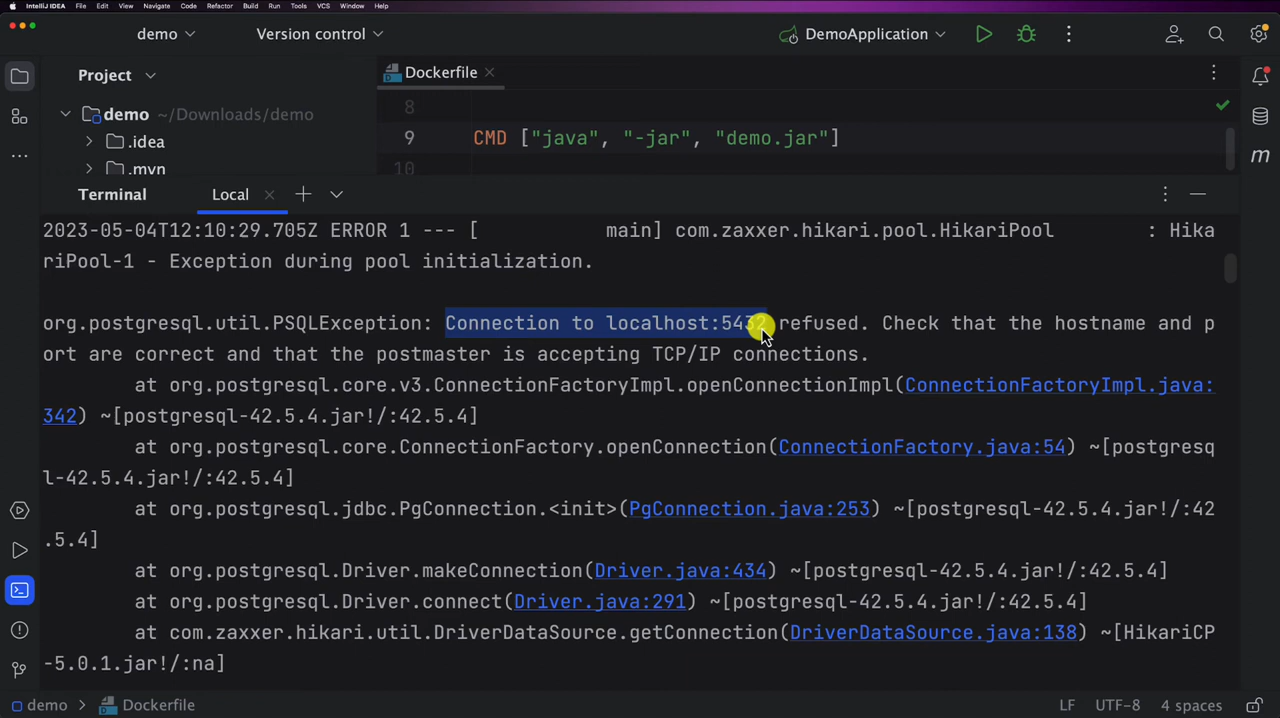 IntelliJ IDEA File Edit View Navigate Code Refactor Build Run Tools VCS Window Help
demo Version control DemoApplication
Project Dockerfile
demo ~/Downloads/demo 8
.idea 9 CMD ["java", "-jar", "demo.jar"]
.mvn 10
Terminal Local
2023-05-04T12:10:29.705Z ERROR 1 --- [ main] com.zaxxer.hikari.pool.HikariPool : Hika
riPool-1 - Exception during pool initialization.
org.postgresql.util.PSQLException: Connection to localhost:5432 refused. Check that the hostname and p
ort are correct and that the postmaster is accepting TCP/IP connections.
at org.postgresql.core.v3.ConnectionFactoryImpl.openConnectionImpl(ConnectionFactoryImpl.java:
342) ~[postgresql-42.5.4.jar!/:42.5.4]
at org.postgresql.core.ConnectionFactory.openConnection(ConnectionFactory.java:54) ~[postgresq
l-42.5.4.jar!/:42.5.4]
at org.postgresql.jdbc.PgConnection.<init>(PgConnection.java:253) ~[postgresql-42.5.4.jar!/:42
.5.4]
at org.postgresql.Driver.makeConnection(Driver.java:434) ~[postgresql-42.5.4.jar!/:42.5.4]
at org.postgresql.Driver.connect(Driver.java:291) ~[postgresql-42.5.4.jar!/:42.5.4]
at com.zaxxer.hikari.util.DriverDataSource.getConnection(DriverDataSource.java:138) ~[HikariCP
-5.0.1.jar!/:na]
demo Dockerfile LF UTF-8 4 spaces